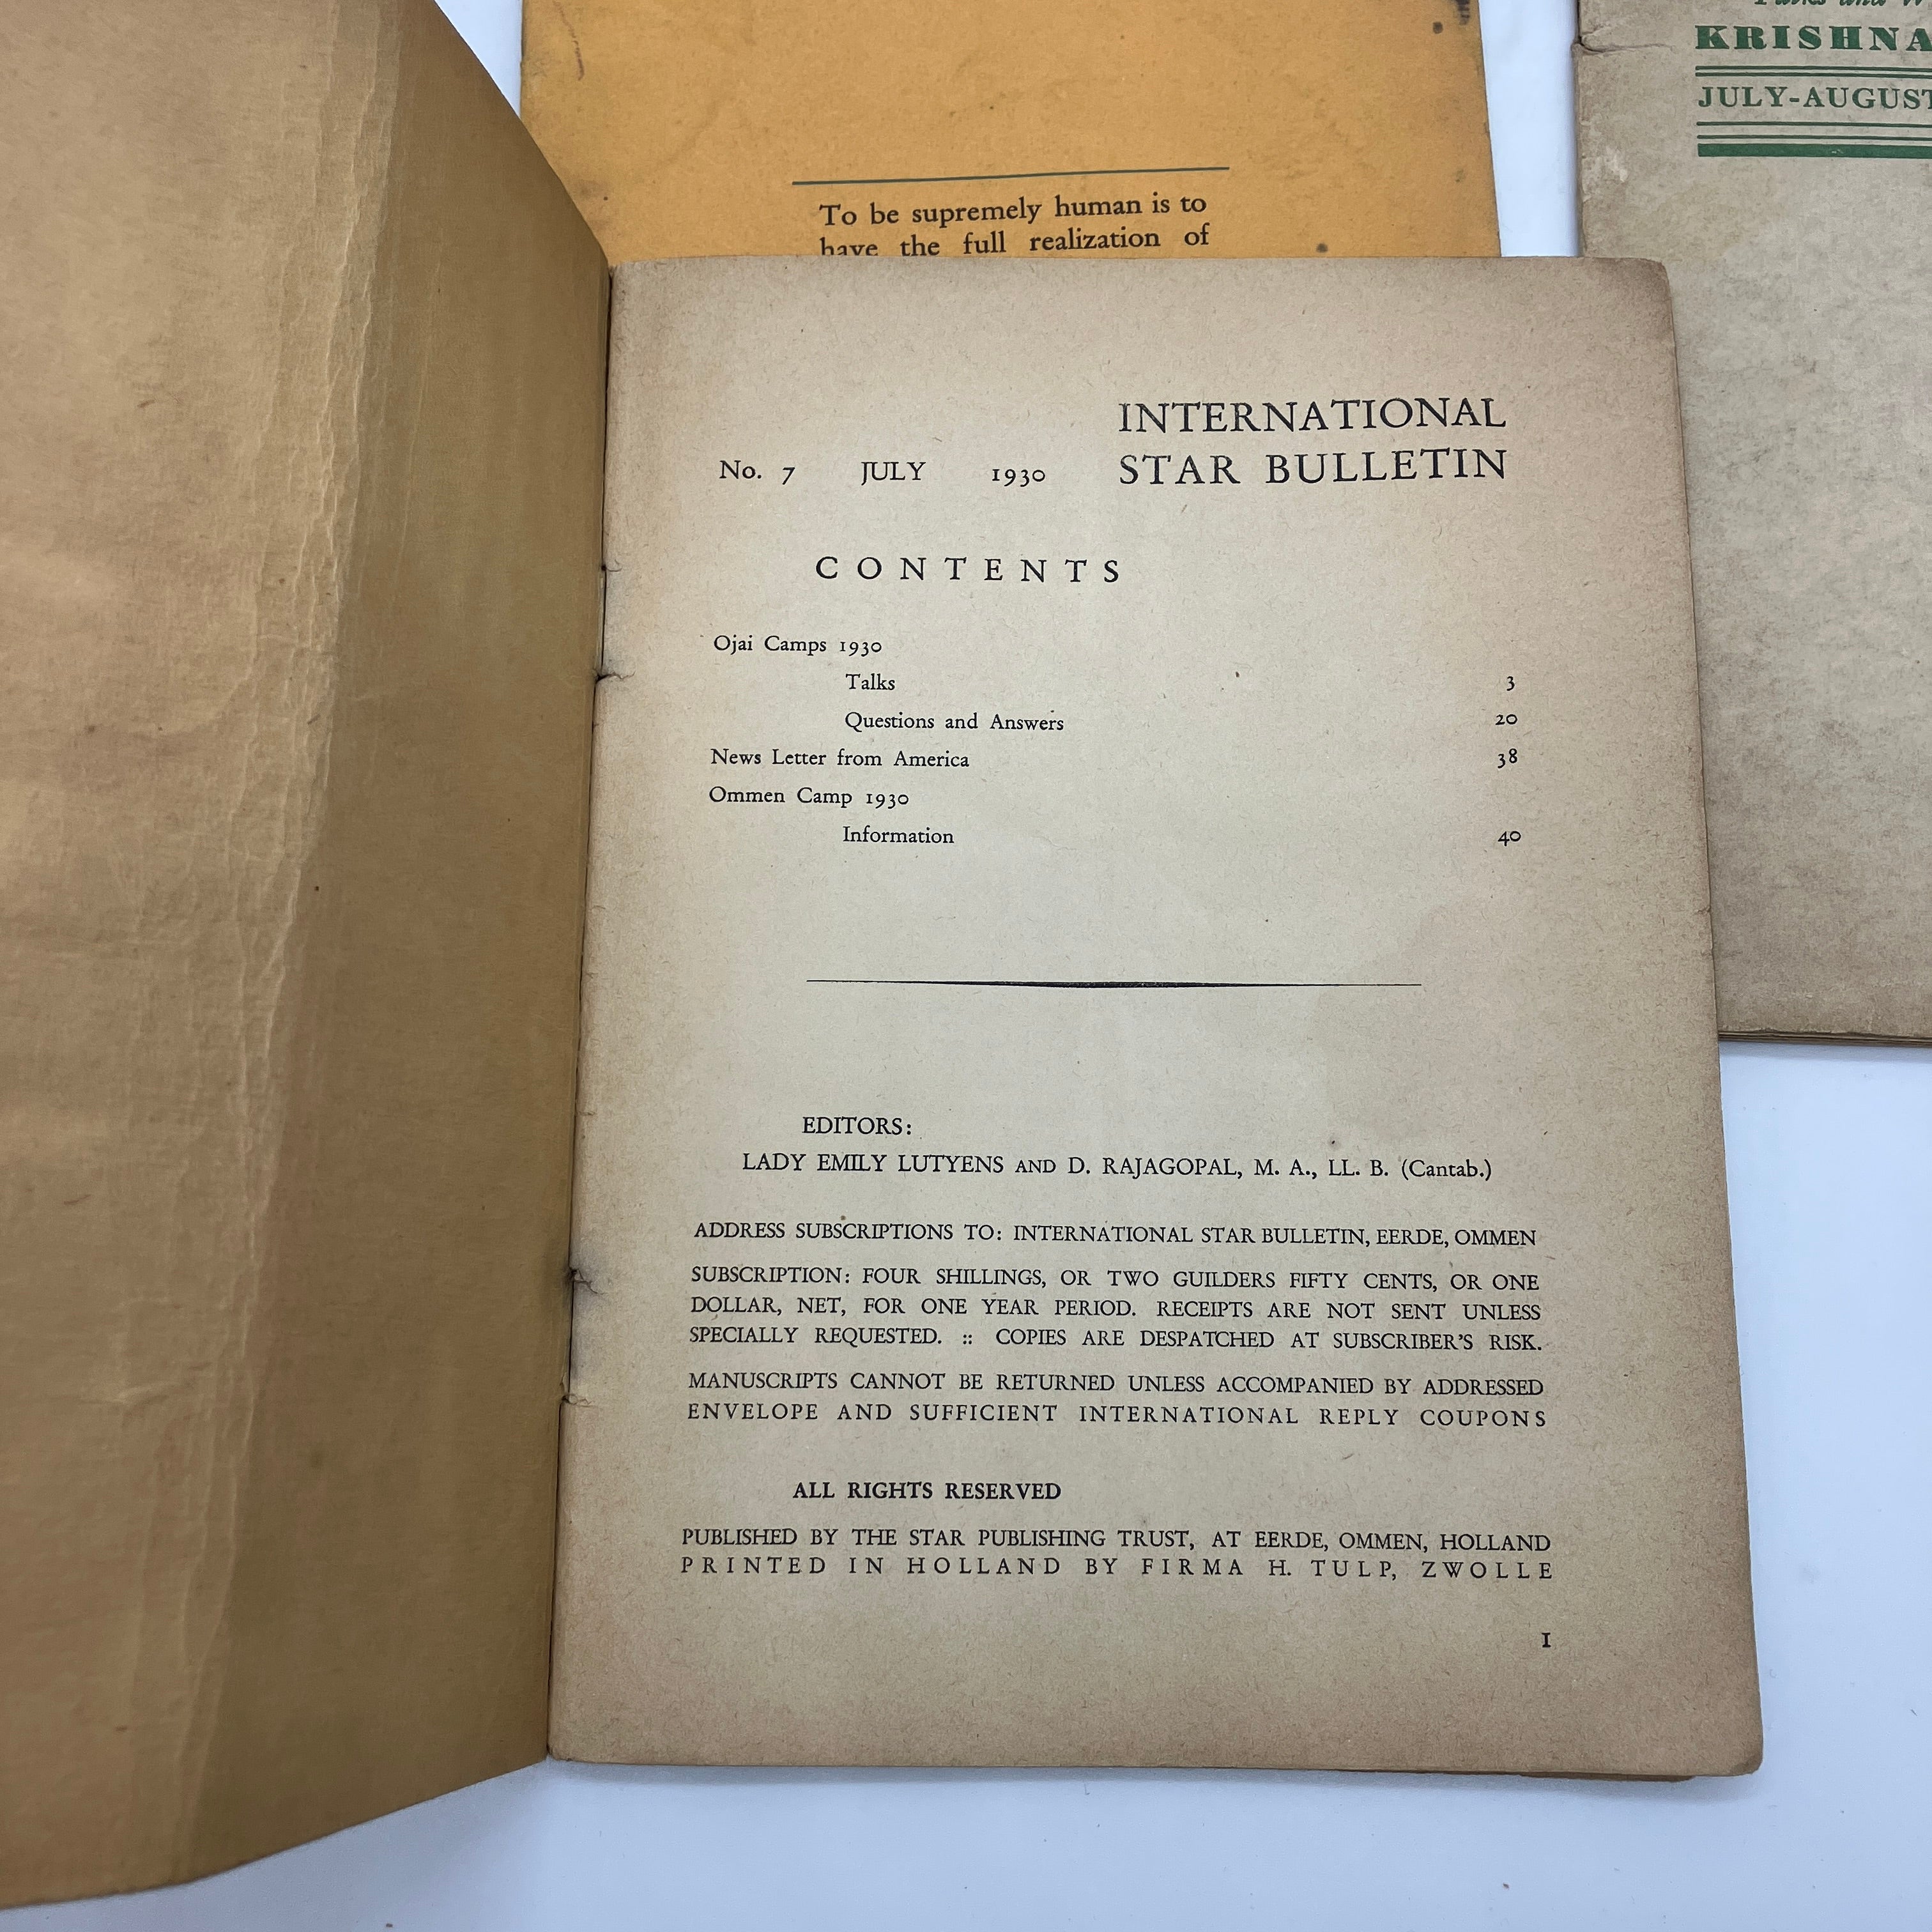 To be supremely human is to
have the full realization of
KRISHNA
JULY-AUGUST
INTERNATIONAL
No. 7 JULY 1930 STAR BULLETIN
CONTENTS
Ojai Camps 1930
Talks 3
Questions and Answers 20
News Letter from America 38
Ommen Camp 1930
Information 40
EDITORS:
LADY EMILY LUTYENS AND D. RAJAGOPAL, M. A., LL. B. (Cantab.)
ADDRESS SUBSCRIPTIONS TO: INTERNATIONAL STAR BULLETIN, EERDE, OMMEN
SUBSCRIPTION: FOUR SHILLINGS, OR TWO GUILDERS FIFTY CENTS, OR ONE
DOLLAR, NET, FOR ONE YEAR PERIOD. RECEIPTS ARE NOT SENT UNLESS
SPECIALLY REQUESTED. :: COPIES ARE DESPATCHED AT SUBSCRIBER'S RISK.
MANUSCRIPTS CANNOT BE RETURNED UNLESS ACCOMPANIED BY ADDRESSED
ENVELOPE AND SUFFICIENT INTERNATIONAL REPLY COUPONS
ALL RIGHTS RESERVED
PUBLISHED BY THE STAR PUBLISHING TRUST, AT EERDE, OMMEN, HOLLAND
PRINTED IN HOLLAND BY FIRMA H. TULP, ZWOLLE
1